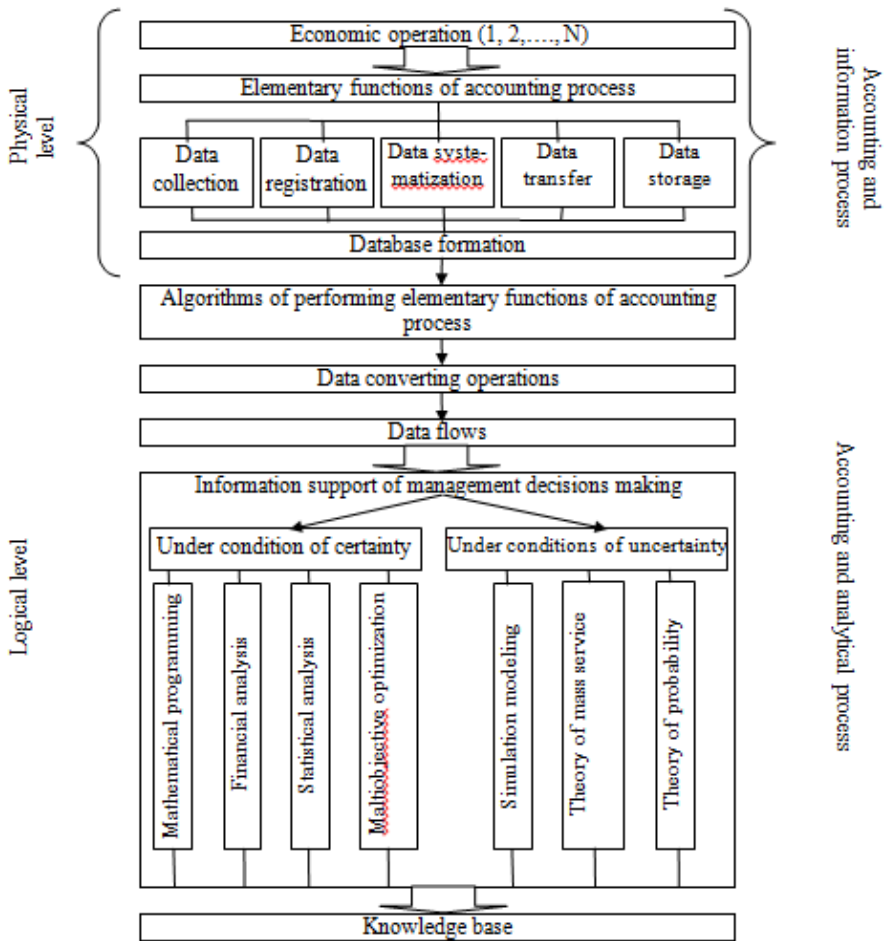 Economic operation (1, 2,…., N)
Elementary functions of accounting process
Physical
level
Accounting and
information process
Data
collection
Data
registration
Data syste-
matization
Data
transfer
Data
storage
Database formation
Algorithms of performing elementary functions of accounting
process
Data converting operations
Data flows
Logical level
Accounting and analytical process
Information support of management decisions making
Under condition of certainty
Under conditions of uncertainty
Mathematical programming
Financial analysis
Statistical analysis
Maltiobjective optimization
Simulation modeling
Theory of mass service
Theory of probability
Knowledge base